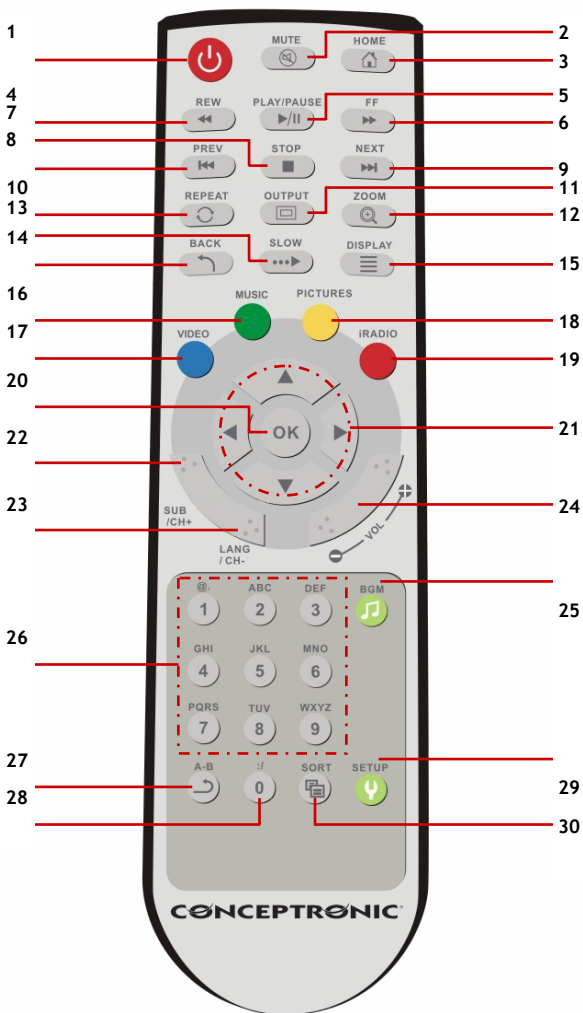 1
MUTE
2
HOME
3
4
REW
PLAY/PAUSE
5
FF
6
7
8
PREV
STOP
NEXT
9
10
REPEAT
OUTPUT
11
ZOOM
12
13
14
BACK
SLOW
DISPLAY
15
16
MUSIC
PICTURES
17
VIDEO
iRADIO
18
19
20
OK
21
22
SUB
/CH+
23
LANG
/ CH-
VOL
24
@.
ABC
DEF
BGM
1
2
3
25
26
GHI
JKL
MNO
4
5
6
PQRS
TUV
WXYZ
7
8
9
27
A-B
:/
SORT
SETUP
0
28
29
30
CONCEPTRONIC